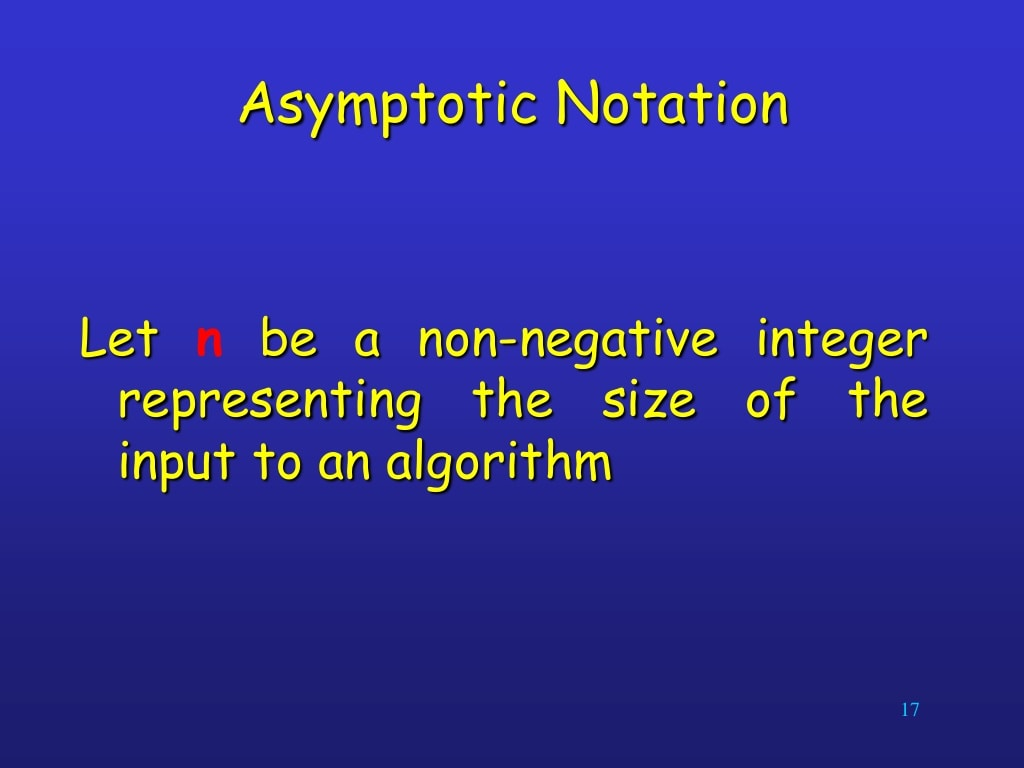 Asymptotic Notation
Let n be a non-negative integer
representing the size of the
input to an algorithm
17